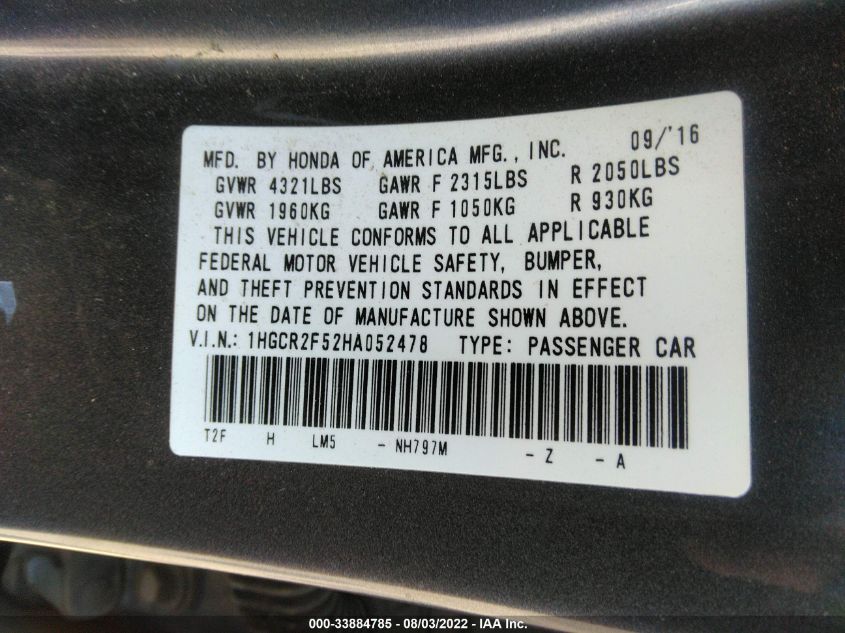 MFD. BY HONDA OF AMERICA MFG., INC. 09/'16
GVWR 4321LBS GAWR F 2315LBS R 2050LBS
GVWR 1960KG GAWR F 1050KG R 930KG
THIS VEHICLE CONFORMS TO ALL APPLICABLE
FEDERAL MOTOR VEHICLE SAFETY, BUMPER,
AND THEFT PREVENTION STANDARDS IN EFFECT
ON THE DATE OF MANUFACTURE SHOWN ABOVE.
V.I.N.: 1HGCR2F52HA052478 TYPE: PASSENGER CAR
T2F H LM5 - NH797M - Z - A
000-33884785 - 08/03/2022 - IAA Inc.